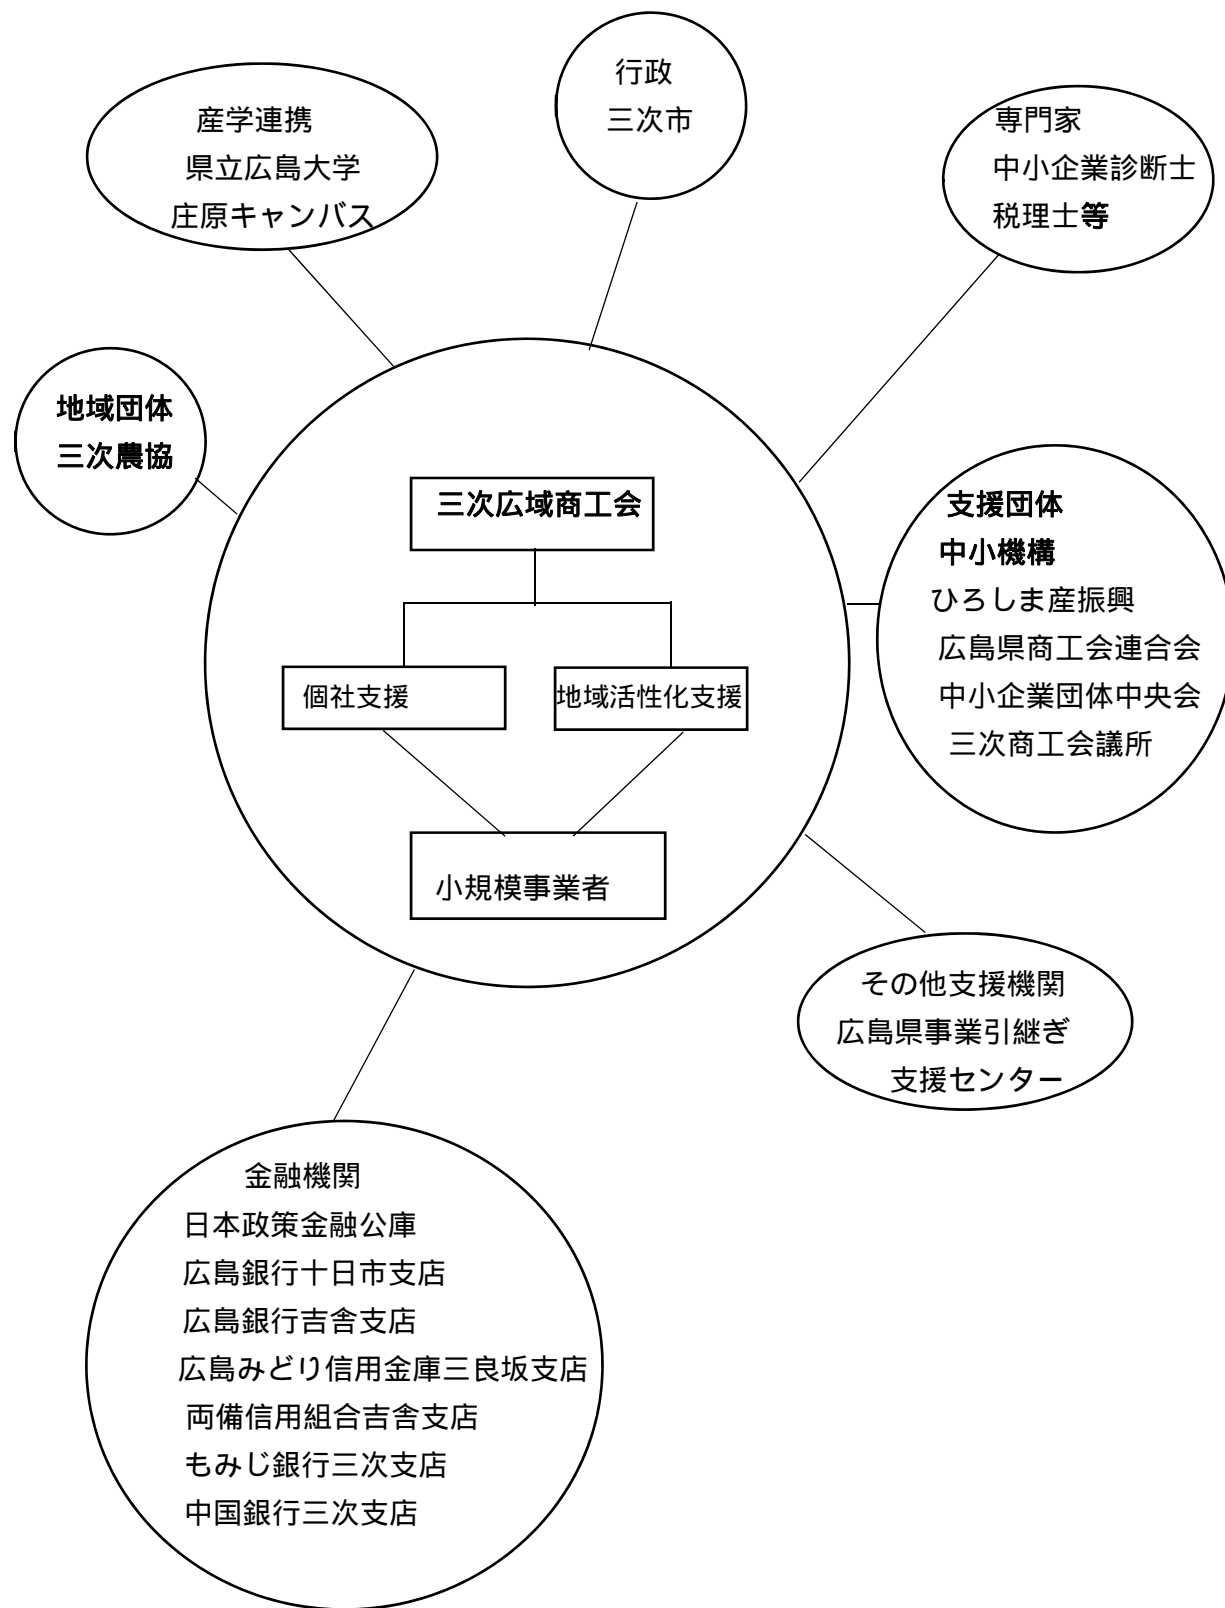 行政
三次市
産学連携
県立広島大学
庄原キャンバス
専門家
中小企業診断士
税理士等
地域団体
三次農協
三次広域商工会
個社支援
地域活性化支援
小規模事業者
支援団体
中小機構
ひろしま産振興
広島県商工会連合会
中小企業団体中央会
三次商工会議所
その他支援機関
広島県事業引継ぎ
支援センター
金融機関
日本政策金融公庫
広島銀行十日市支店
広島銀行吉舎支店
広島みどり信用金庫三良坂支店
両備信用組合吉舎支店
もみじ銀行三次支店
中国銀行三次支店